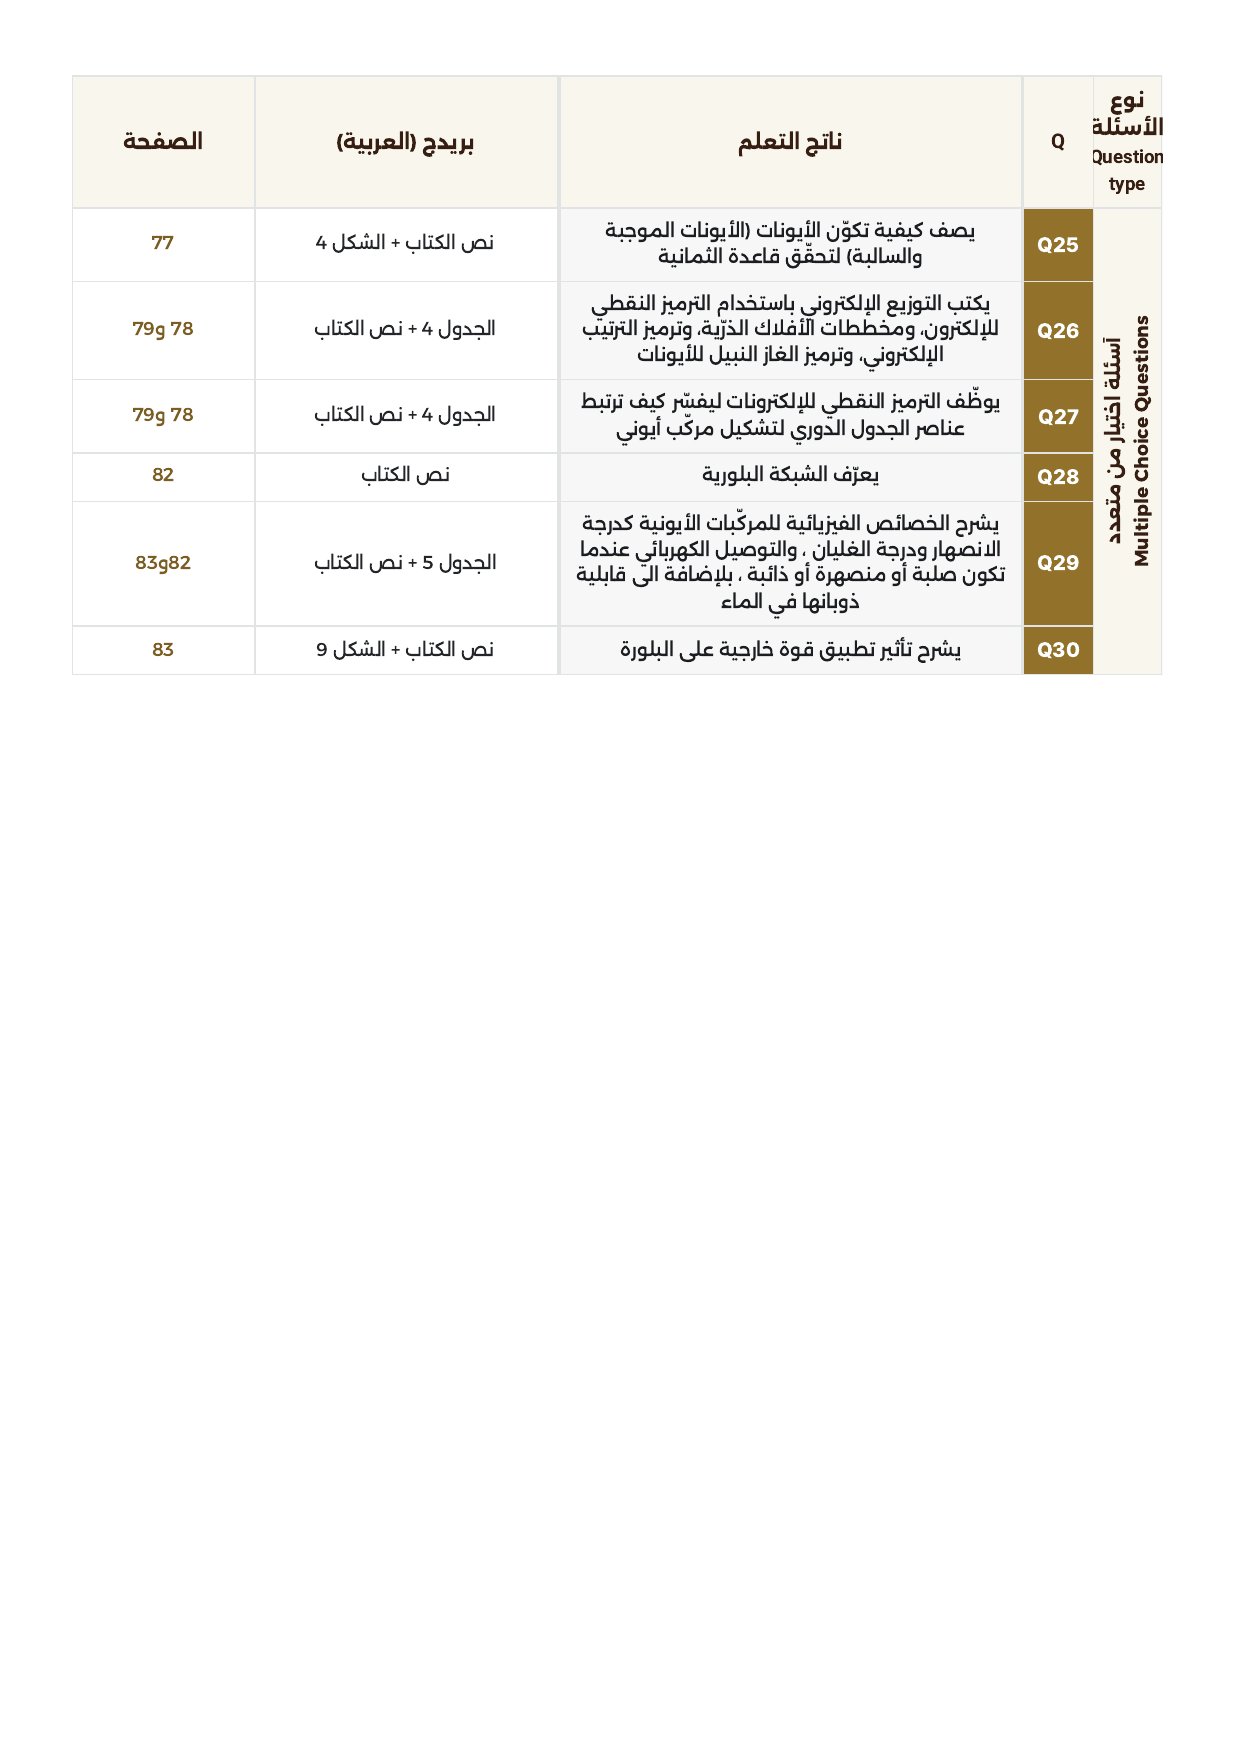 نوع
الأسئلة
Question
type
Q
ناتج التعلم
بريدج (العربية)
الصفحة
أسئلة اختيار من متعدد
Multiple Choice Questions
Q25
يصف كيفية تكوّن الأيونات (الأيونات الموجبة
والسالبة) لتحقّق قاعدة الثمانية
نص الكتاب + الشكل 4
77
Q26
يكتب التوزيع الإلكتروني باستخدام الترميز النقطي
للإلكترون، ومخططات الأفلاك الذرّية، وترميز الترتيب
الإلكتروني، وترميز الغاز النبيل للأيونات
الجدول 4 + نص الكتاب
78 و79
Q27
يوظّف الترميز النقطي للإلكترونات ليفسّر كيف ترتبط
عناصر الجدول الدوري لتشكيل مركّب أيوني
الجدول 4 + نص الكتاب
78 و79
Q28
يعرّف الشبكة البلورية
نص الكتاب
82
Q29
يشرح الخصائص الفيزيائية للمركّبات الأيونية كدرجة
الانصهار ودرجة الغليان ، والتوصيل الكهربائي عندما
تكون صلبة أو منصهرة أو ذائبة ، بلإضافة الى قابلية
ذوبانها في الماء
الجدول 5 + نص الكتاب
82و83
Q30
يشرح تأثير تطبيق قوة خارجية على البلورة
نص الكتاب + الشكل 9
83